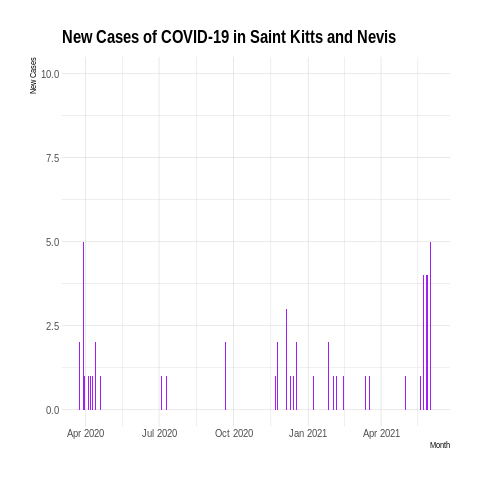 New Cases of COVID-19 in Saint Kitts and Nevis
New Cases
10.0
7.5
5.0
2.5
0.0
Apr 2020 Jul 2020 Oct 2020 Jan 2021 Apr 2021
Month